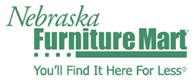 Nebraska
Furniture Mart®
You'll Find It Here For Less®